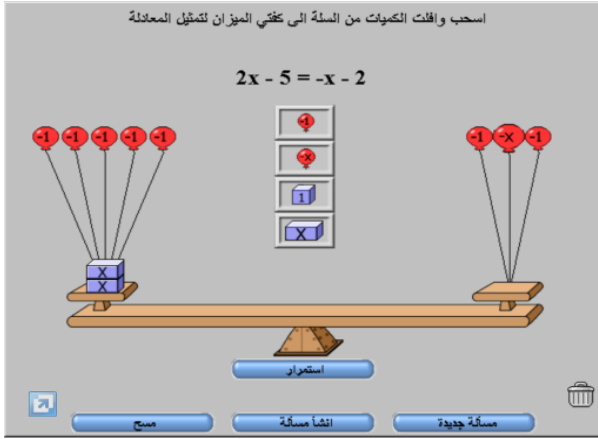 اسحب وافلت الكميات من السلة الى كفتي الميزان لتمثيل المعادلة
2x - 5 = -x - 2
-1 -1 -1 -1 -1
-1
-x
1
X
-1 -x -1
X
X
استمرار
مسح
انشأ مسألة
مسألة جديدة